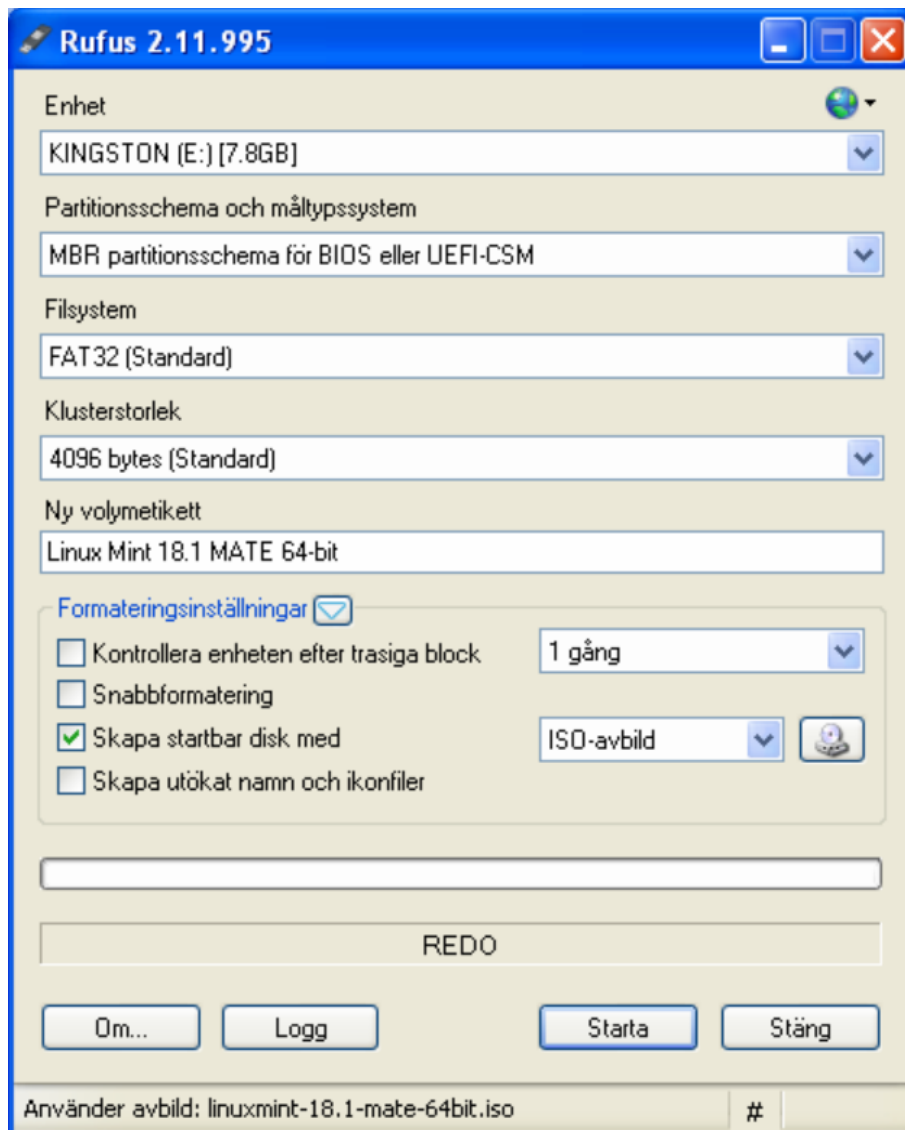 Rufus 2.11.995
Enhet
KINGSTON (E:) [7.8GB]
Partitionsschema och måltypssystem
MBR partitionsschema för BIOS eller UEFI-CSM
Filsystem
FAT32 (Standard)
Klusterstorlek
4096 bytes (Standard)
Ny volymetikett
Linux Mint 18.1 MATE 64-bit
Formateringsinställningar
Kontrollera enheten efter trasiga block 1 gång
Snabbformatering
Skapa startbar disk med ISO-avbild
Skapa utökat namn och ikonfiler
REDO
Om... Logg Starta Stäng
Använder avbild: linuxmint-18.1-mate-64bit.iso #